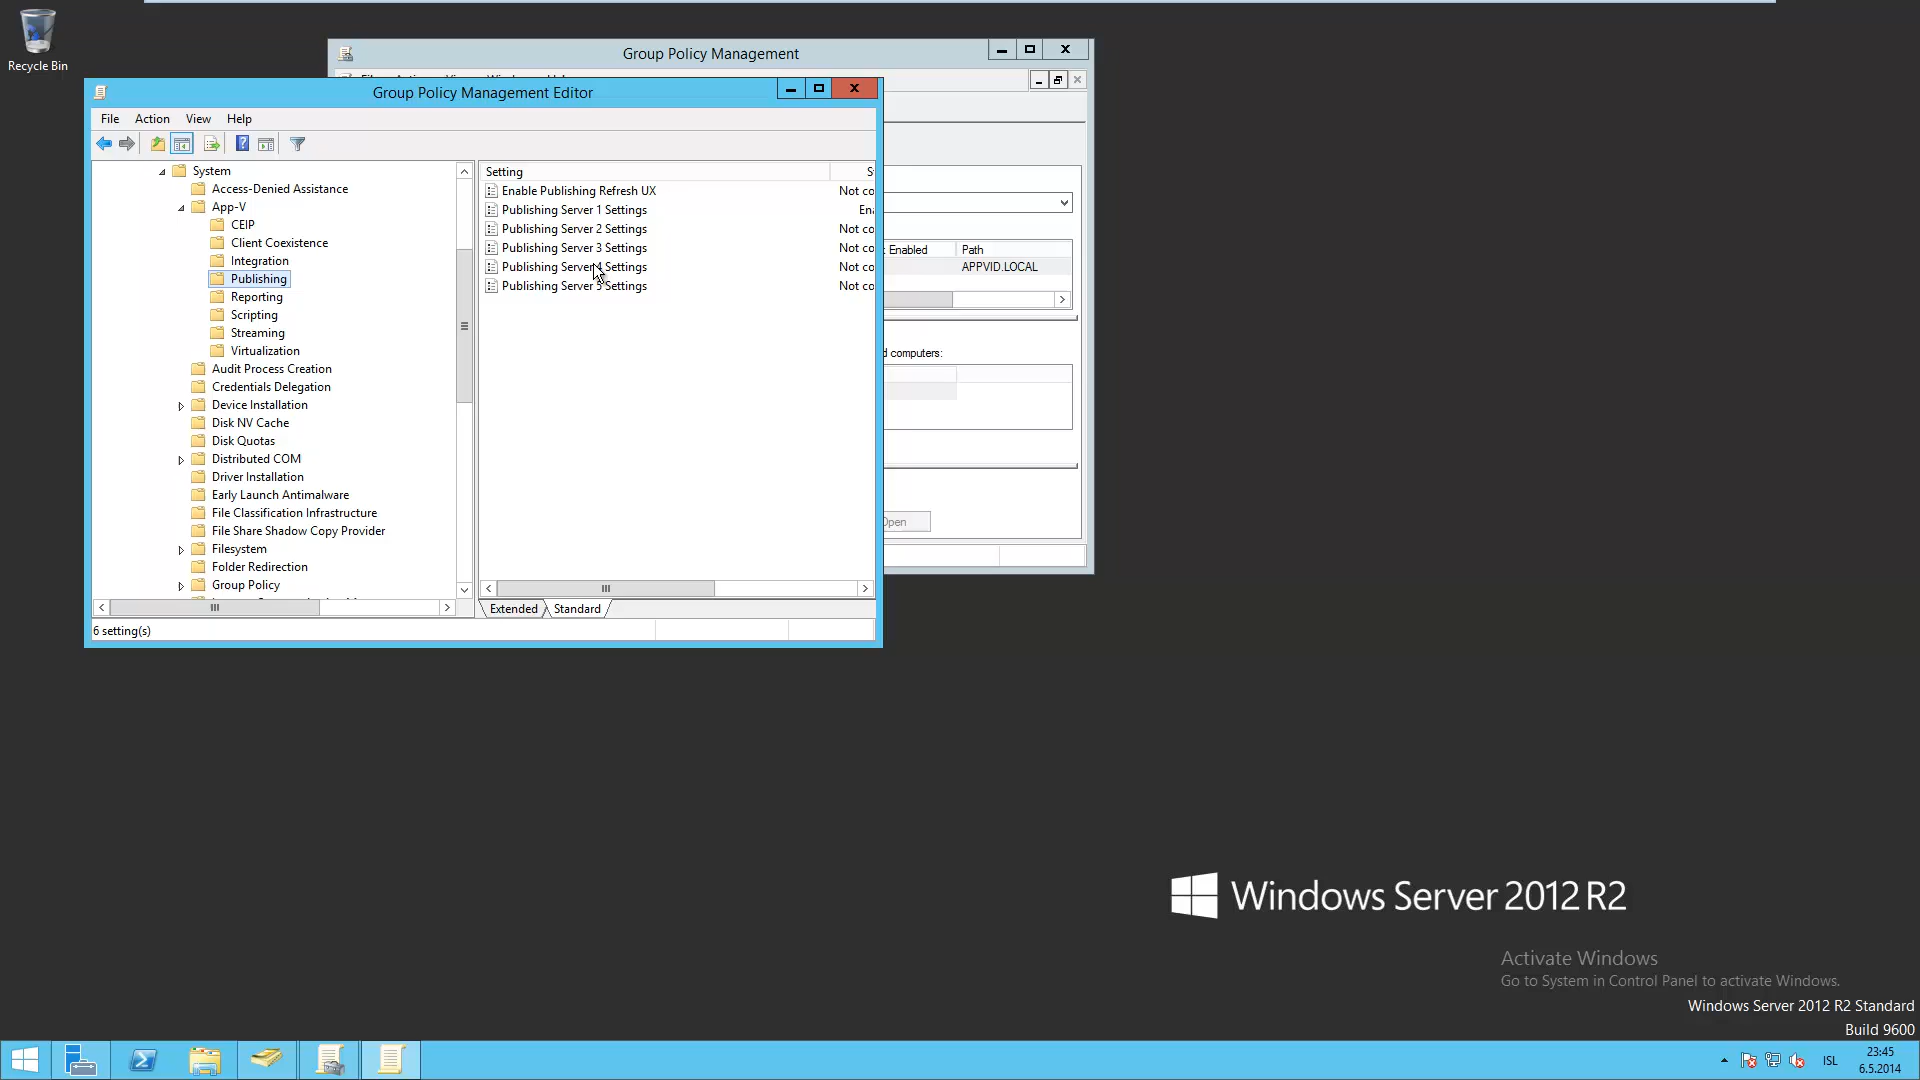 Recycle Bin
Group Policy Management
Group Policy Management Editor
File Action View Help
System
Access-Denied Assistance
App-V
CEIP
Client Coexistence
Integration
Publishing
Reporting
Scripting
Streaming
Virtualization
Audit Process Creation
Credentials Delegation
Device Installation
Disk NV Cache
Disk Quotas
Distributed COM
Driver Installation
Early Launch Antimalware
File Classification Infrastructure
File Share Shadow Copy Provider
Filesystem
Folder Redirection
Group Policy
Setting
Enable Publishing Refresh UX Not co
Publishing Server 1 Settings Ena
Publishing Server 2 Settings Not co
Publishing Server 3 Settings Not co
Publishing Server 4 Settings Not co
Publishing Server 5 Settings Not co
Extended Standard
6 setting(s)
Enabled Path
APPVID.LOCAL
d computers:
Open
Windows Server 2012 R2
Activate Windows
Go to System in Control Panel to activate Windows.
Windows Server 2012 R2 Standard
Build 9600
ISL
23:45
6.5.2014